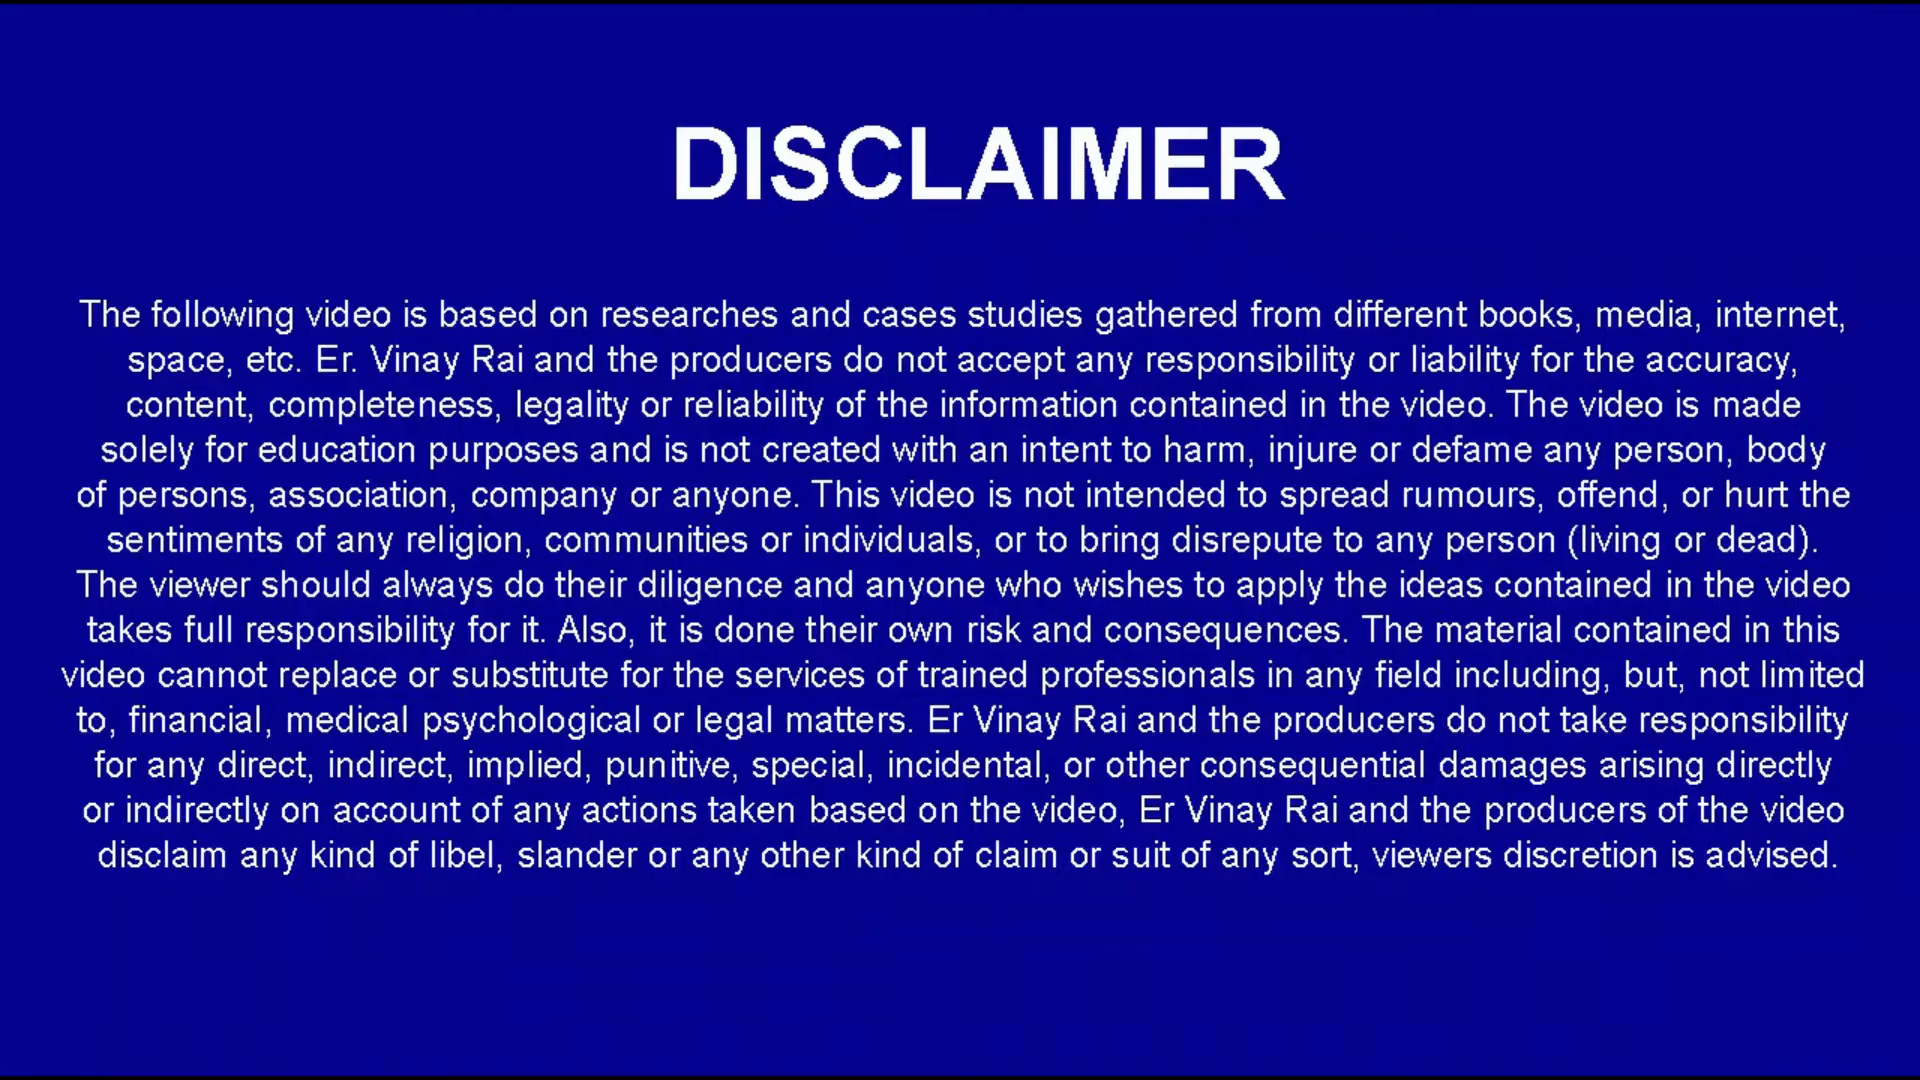 DISCLAIMER
The following video is based on researches and cases studies gathered from different books, media, internet,
space, etc. Er. Vinay Rai and the producers do not accept any responsibility or liability for the accuracy,
content, completeness, legality or reliability of the information contained in the video. The video is made
solely for education purposes and is not created with an intent to harm, injure or defame any person, body
of persons, association, company or anyone. This video is not intended to spread rumours, offend, or hurt the
sentiments of any religion, communities or individuals, or to bring disrepute to any person (living or dead).
The viewer should always do their diligence and anyone who wishes to apply the ideas contained in the video
takes full responsibility for it. Also, it is done their own risk and consequences. The material contained in this
video cannot replace or substitute for the services of trained professionals in any field including, but, not limited
to, financial, medical psychological or legal matters. Er Vinay Rai and the producers do not take responsibility
for any direct, indirect, implied, punitive, special, incidental, or other consequential damages arising directly
or indirectly on account of any actions taken based on the video, Er Vinay Rai and the producers of the video
disclaim any kind of libel, slander or any other kind of claim or suit of any sort, viewers discretion is advised.